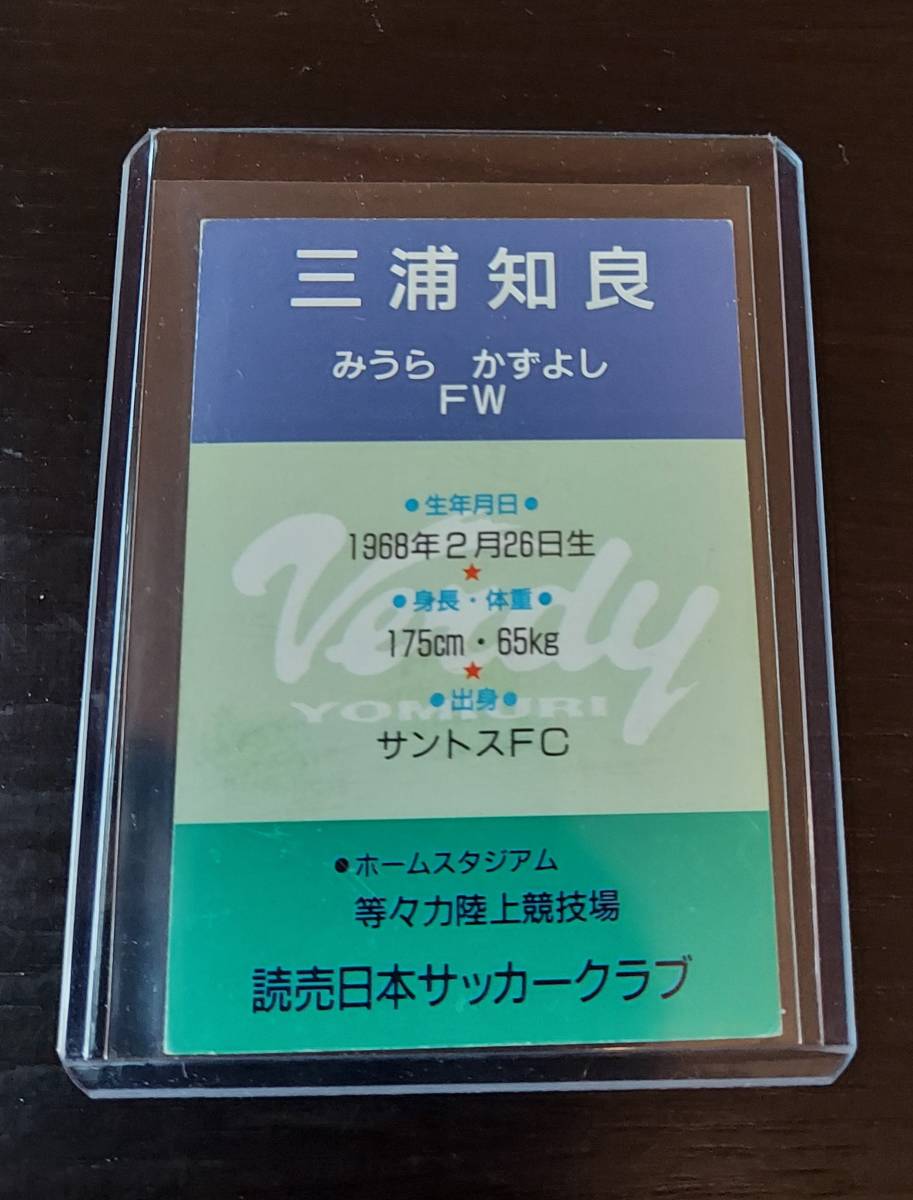 三浦知良
みうら かずよし
FW
●生年月日●
1968年2月26日生
★
●身長・体重●
175cm・65kg
★
●出身●
サントスFC
Verdy
YOMIURI
●ホームスタジアム
等々力陸上競技場
読売日本サッカークラブ